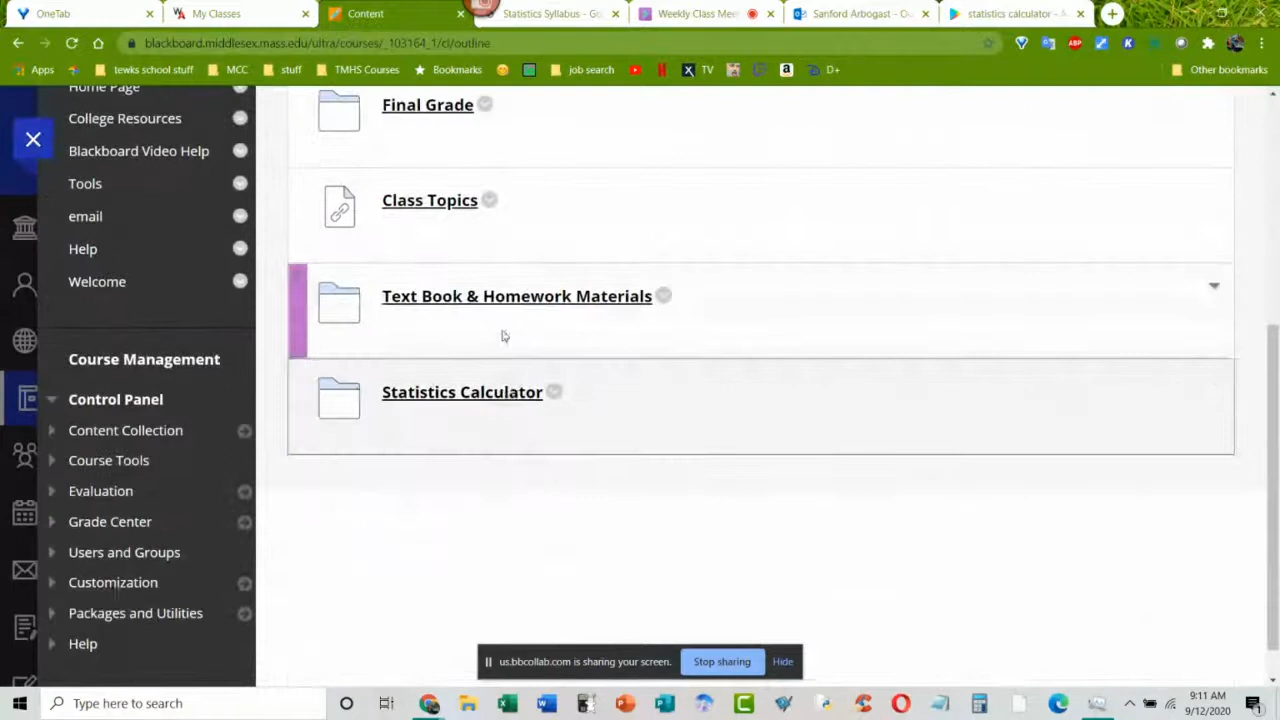 OneTab
My Classes
Content
Statistics Syllabus - Go
Weekly Class Meet
Sanford Arbogast - Ou
statistics calculator - A
blackboard.middlesex.mass.edu/ultra/courses/_103164_1/cl/outline
Apps
tewks school stuff
MCC
stuff
TMHS Courses
Bookmarks
TV
job search
D+
Other bookmarks
Home Page
College Resources
Blackboard Video Help
Tools
email
Help
Welcome
Course Management
Control Panel
Content Collection
Course Tools
Evaluation
Grade Center
Users and Groups
Customization
Packages and Utilities
Help
Final Grade
Class Topics
Text Book & Homework Materials
Statistics Calculator
us.bbcollab.com is sharing your screen.
Stop sharing
Hide
Type here to search
9:11 AM
9/12/2020